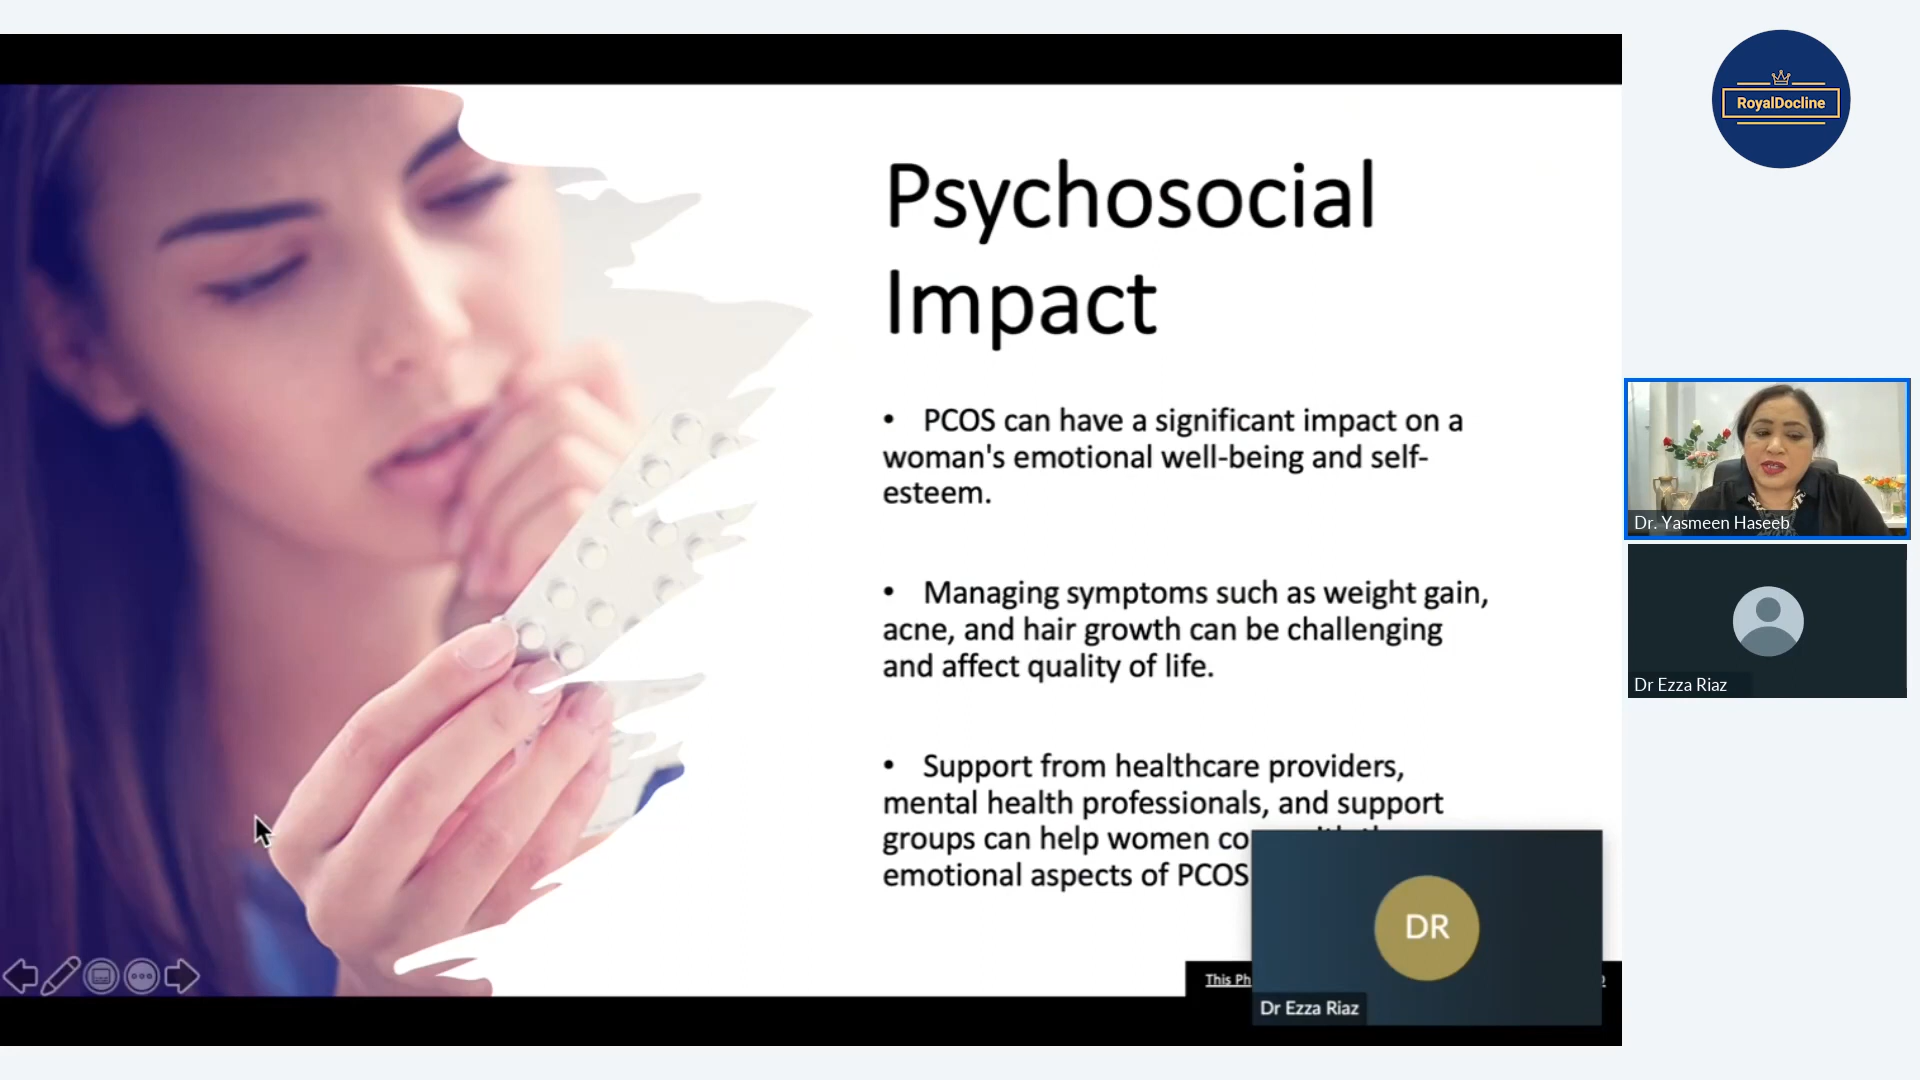 Psychosocial
Impact
• PCOS can have a significant impact on a
woman's emotional well-being and self-
esteem.
• Managing symptoms such as weight gain,
acne, and hair growth can be challenging
and affect quality of life.
• Support from healthcare providers,
mental health professionals, and support
groups can help women
emotional aspects of PCOS
This
DR
Dr Ezza Riaz
RoyalDocline
Dr. Yasmeen Haseeb
Dr Ezza Riaz